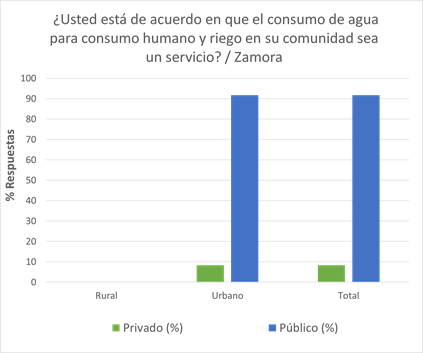 ¿Usted está de acuerdo en que el consumo de agua
para consumo humano y riego en su comunidad sea
un servicio? / Zamora
% Respuestas
100
90
80
70
60
50
40
30
20
10
0
Rural Urbano Total
Privado (%) Público (%)